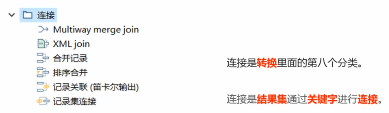 连接
Multiway merge join
XML join
合并记录
排序合并
记录关联 (笛卡尔输出)
记录集连接
连接是转换里面的第八个分类。
连接是结果集通过关键字进行连接。